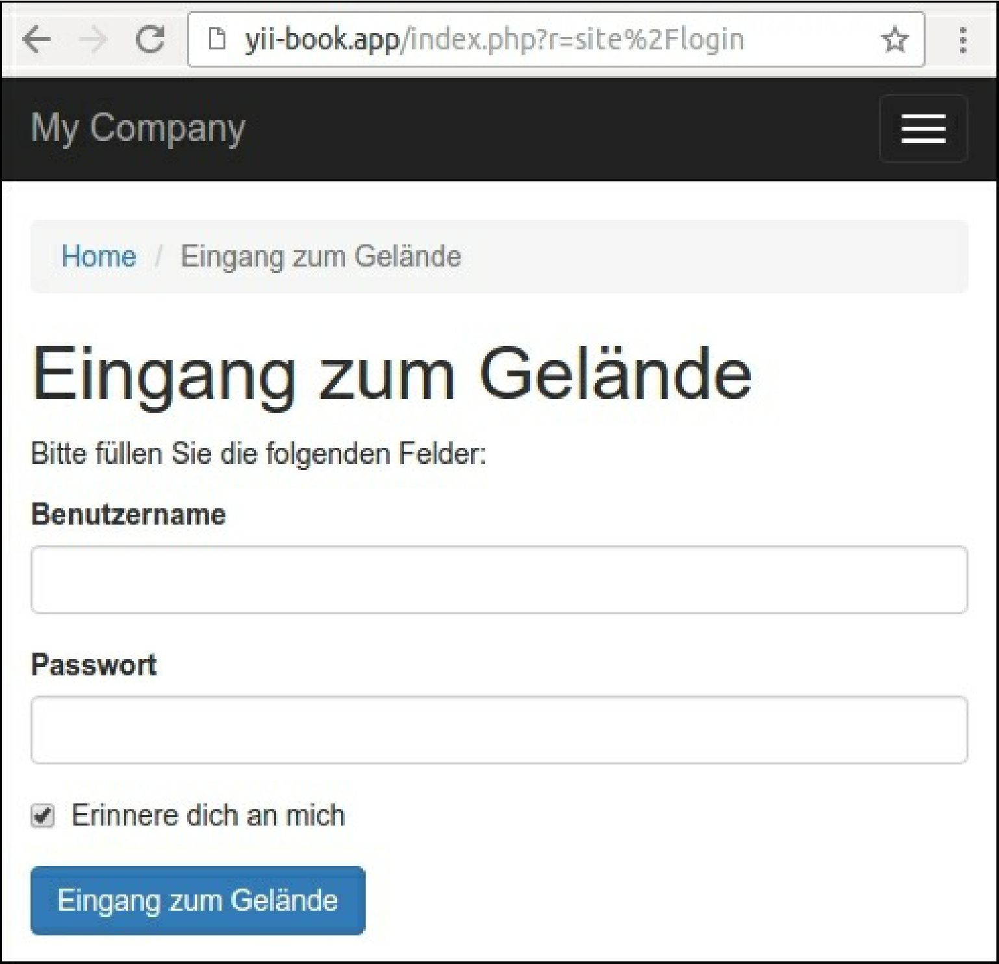 yii-book.app/index.php?r=site%2Flogin
My Company
Home / Eingang zum Gelände
Eingang zum Gelände
Bitte füllen Sie die folgenden Felder:
Benutzername
Passwort
Erinnere dich an mich
Eingang zum Gelände